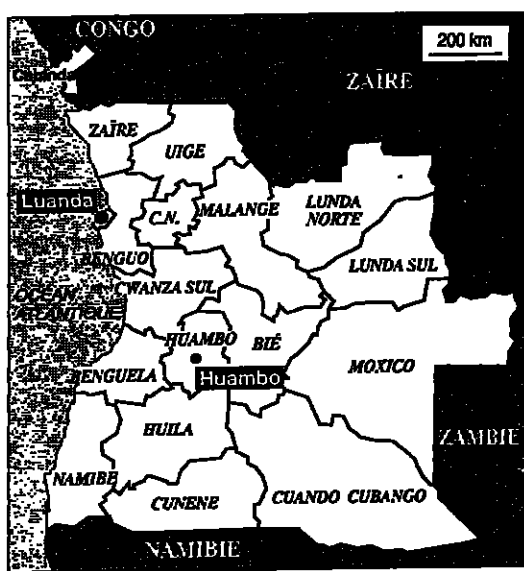 CONGO
200 km
Cabinda
ZAÏRE
ZAÏRE
UIGE
Luanda
C.N.
MALANGE
LUNDA
NORTE
BENGUO
LUNDA SUL
CWANZA SUL
OCÉAN
ATLANTIQUE
HUAMBO
BIÉ
MOXICO
BENGUELA
Huambo
HUILA
ZAMBIE
NAMIBE
CUNENE
CUANDO CUBANGO
NAMIBIE